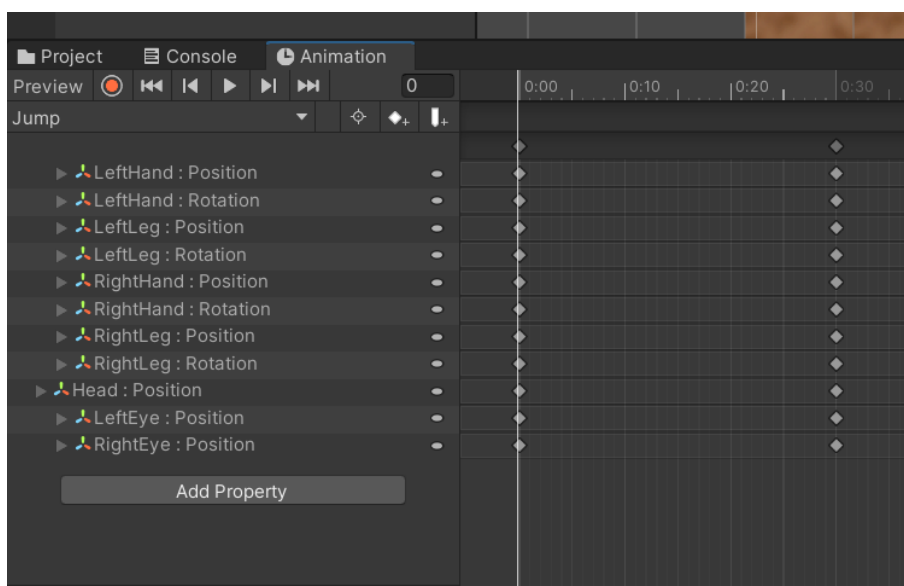 Project Console Animation
Preview 0 0:00 0:10 0:20 0:30
Jump
LeftHand : Position
LeftHand : Rotation
LeftLeg : Position
LeftLeg : Rotation
RightHand : Position
RightHand : Rotation
RightLeg : Position
RightLeg : Rotation
Head : Position
LeftEye : Position
RightEye : Position
Add Property